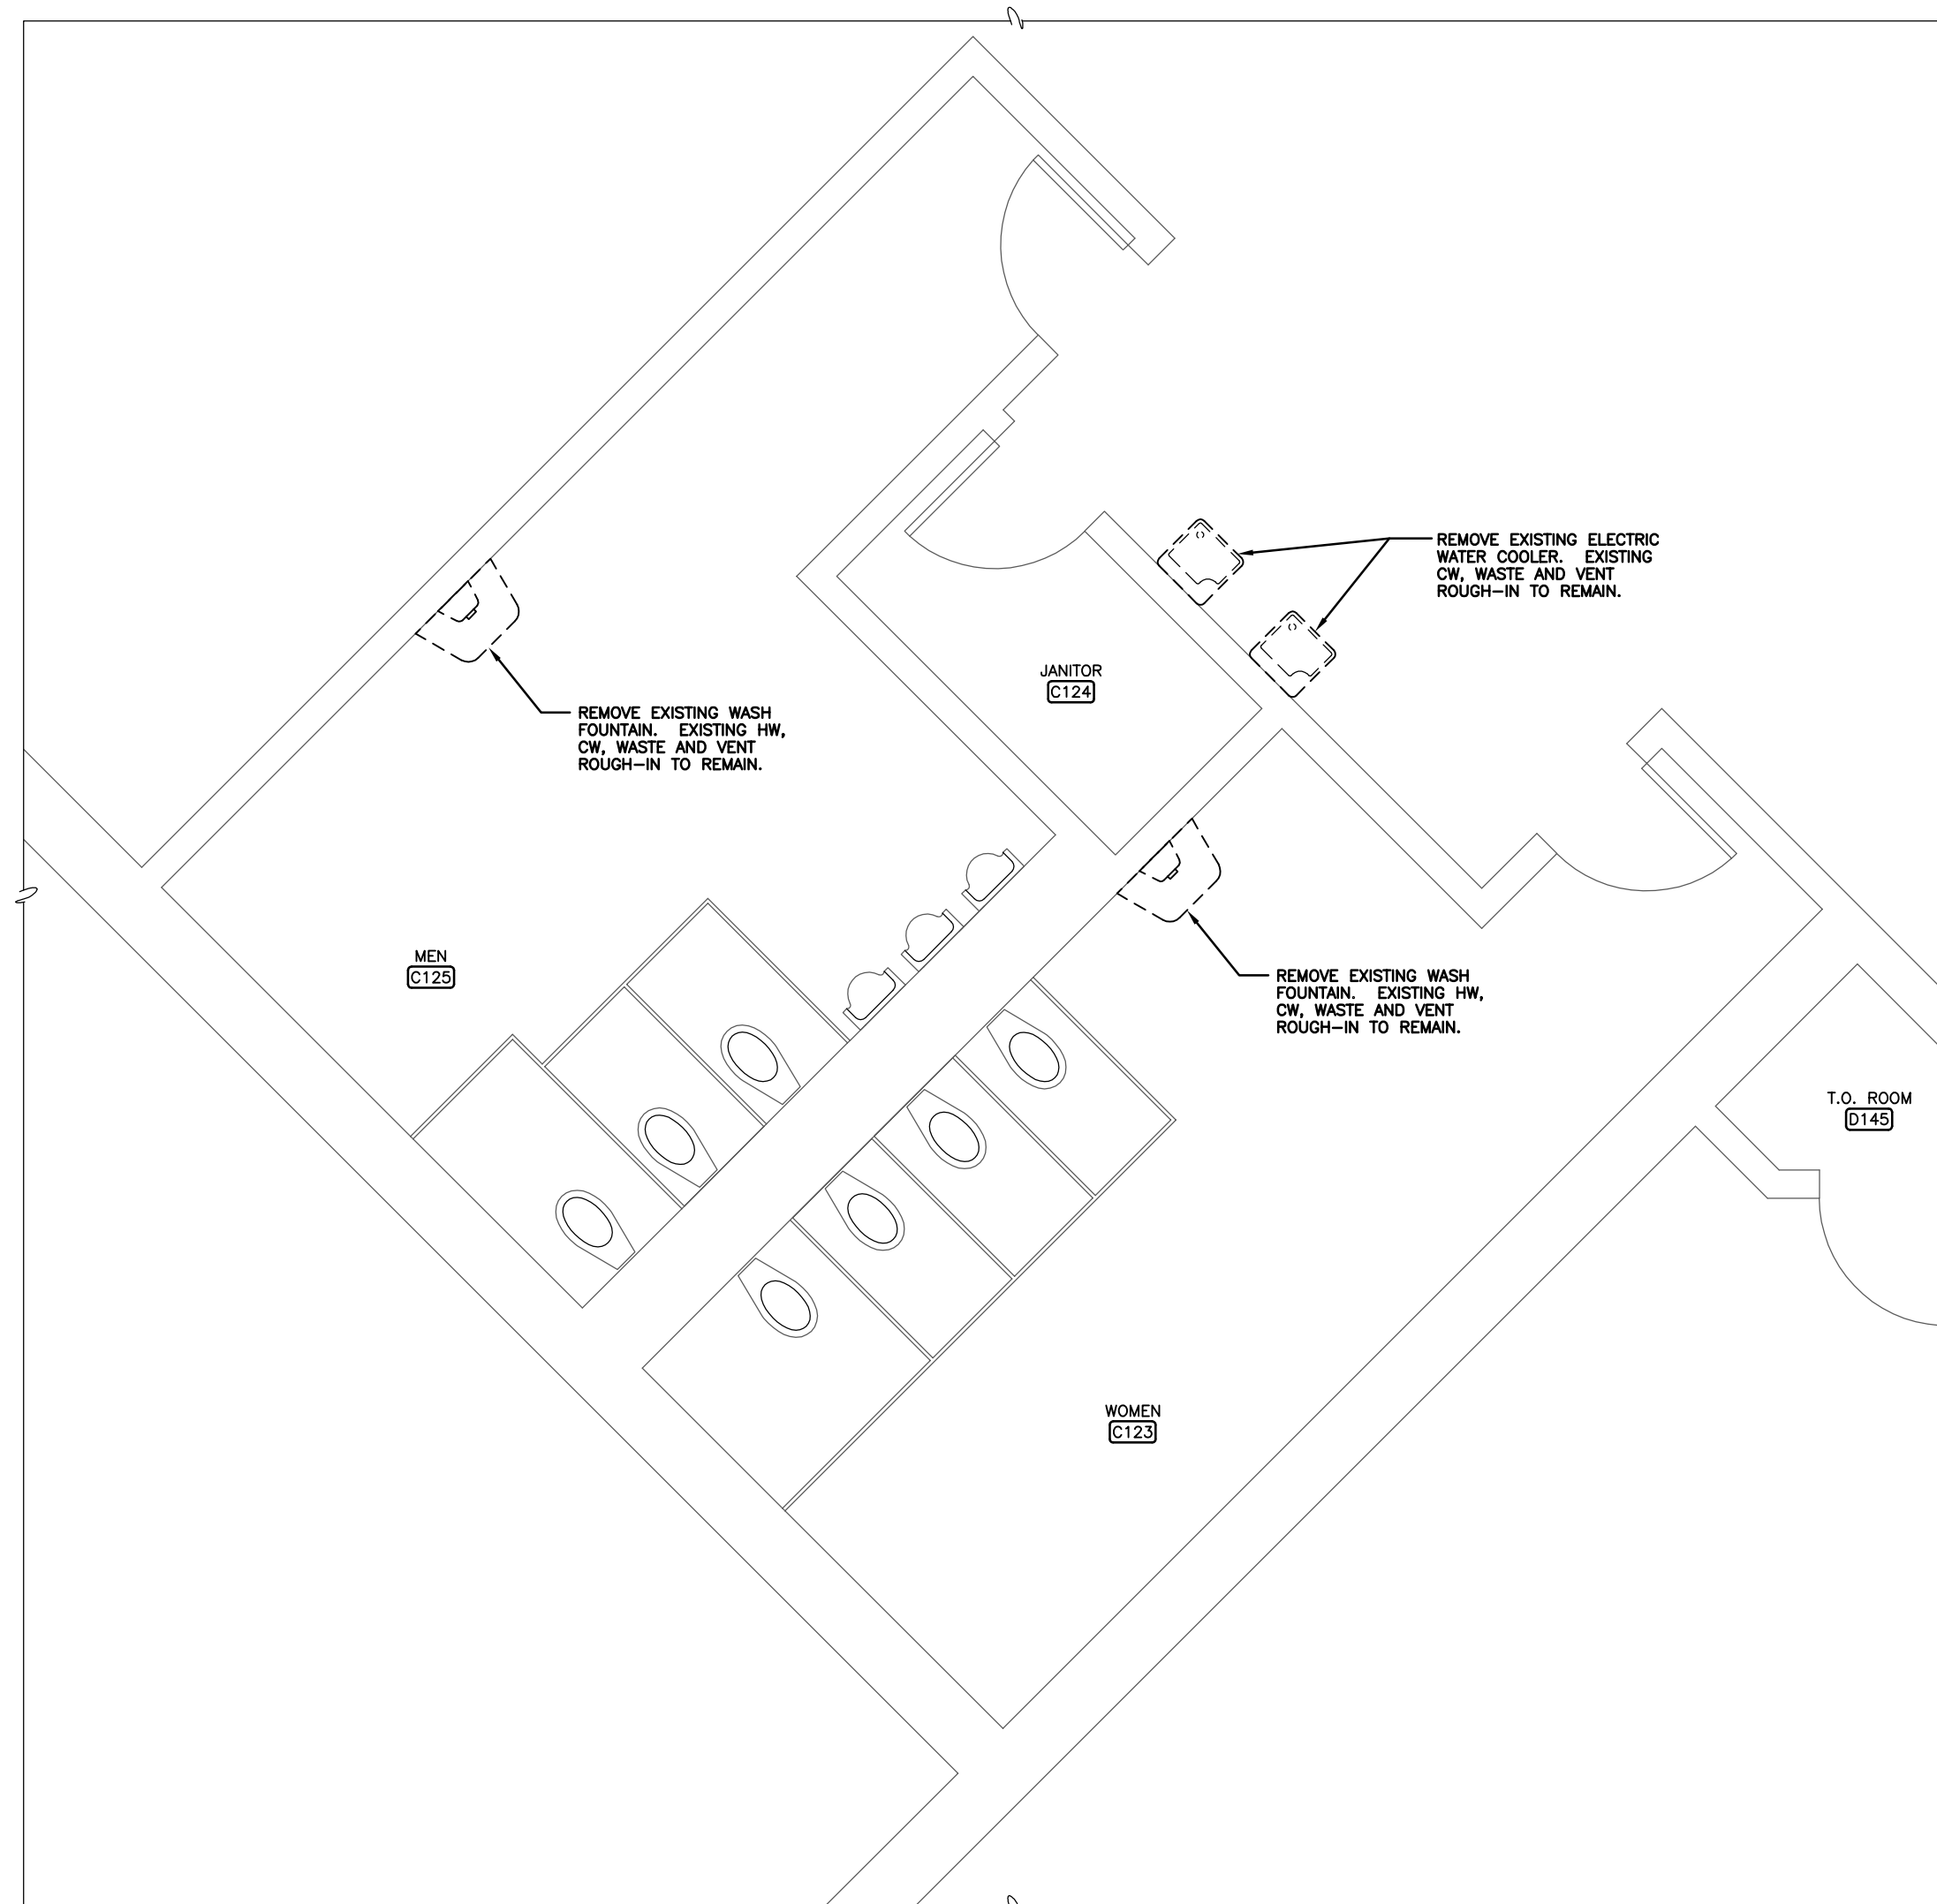 REMOVE EXISTING ELECTRIC
WATER COOLER. EXISTING
CW, WASTE AND VENT
ROUGH-IN TO REMAIN.
JANITOR
C124
REMOVE EXISTING WASH
FOUNTAIN. EXISTING HW,
CW, WASTE AND VENT
ROUGH-IN TO REMAIN.
MEN
C125
REMOVE EXISTING WASH
FOUNTAIN. EXISTING HW,
CW, WASTE AND VENT
ROUGH-IN TO REMAIN.
T.O. ROOM
D145
WOMEN
C123